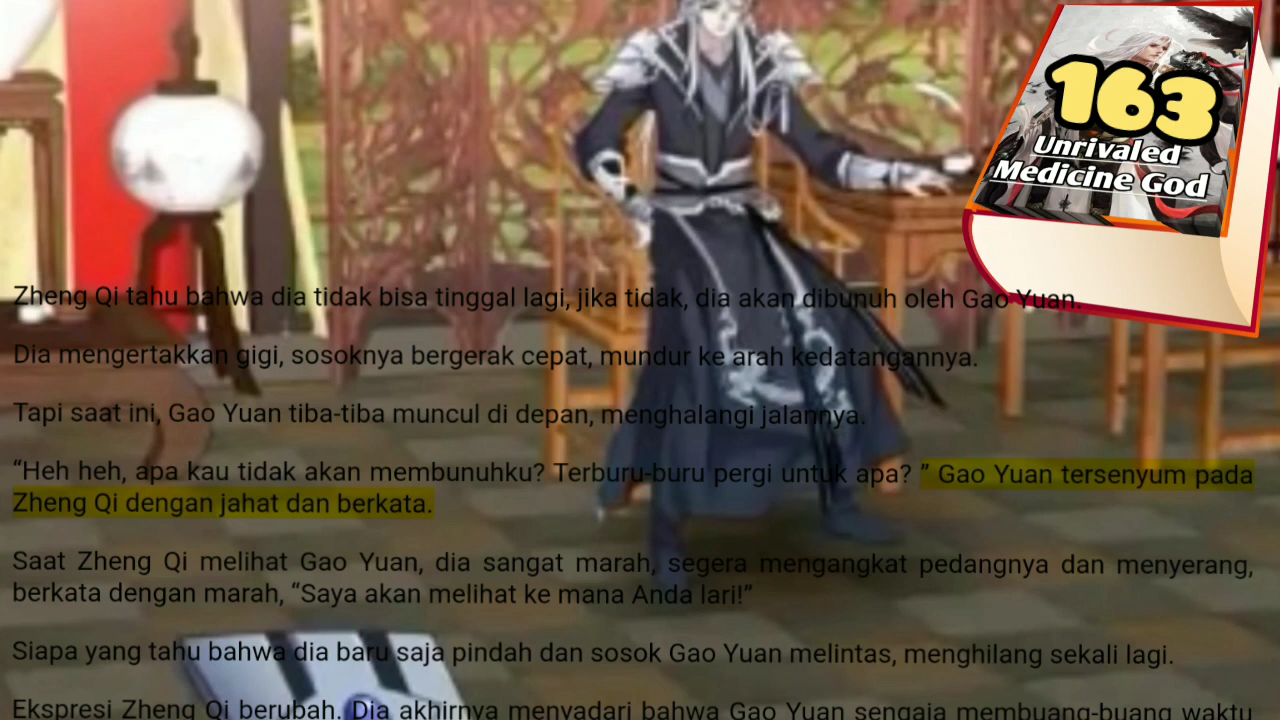 163
Unrivaled
Medicine God
Zheng Qi tahu bahwa dia tidak bisa tinggal lagi, jika tidak, dia akan dibunuh oleh Gao Yuan.
Dia mengertakkan gigi, sosoknya bergerak cepat, mundur ke arah kedatangannya.
Tapi saat ini, Gao Yuan tiba-tiba muncul di depan, menghalangi jalannya.
“Heh heh, apa kau tidak akan membunuhku? Terburu-buru pergi untuk apa? ” Gao Yuan tersenyum pada
Zheng Qi dengan jahat dan berkata.
Saat Zheng Qi melihat Gao Yuan, dia sangat marah, segera mengangkat pedangnya dan menyerang,
berkata dengan marah, “Saya akan melihat ke mana Anda lari!”
Siapa yang tahu bahwa dia baru saja pindah dan sosok Gao Yuan melintas, menghilang sekali lagi.
Ekspresi Zheng Qi berubah. Dia akhirnya menyadari bahwa Gao Yuan sengaja membuang-buang waktu